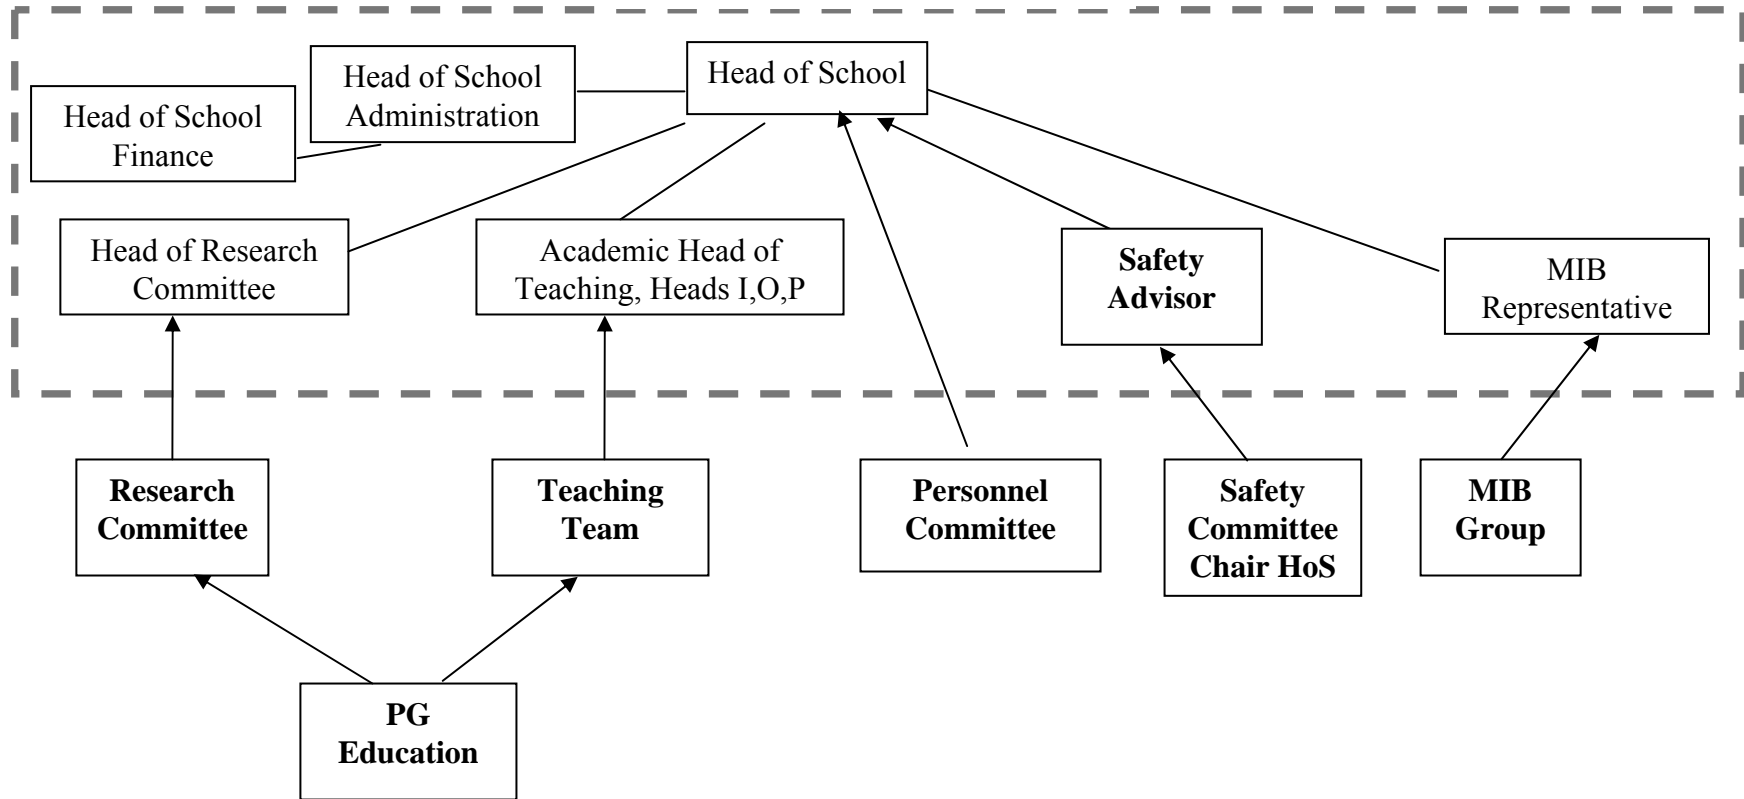 Head of School
Administration
Head of School
Head of School
Finance
Head of Research
Committee
Academic Head of
Teaching, Heads I,O,P
Safety
Advisor
MIB
Representative
Research
Committee
Teaching
Team
Personnel
Committee
Safety
Committee
Chair HoS
MIB
Group
PG
Education